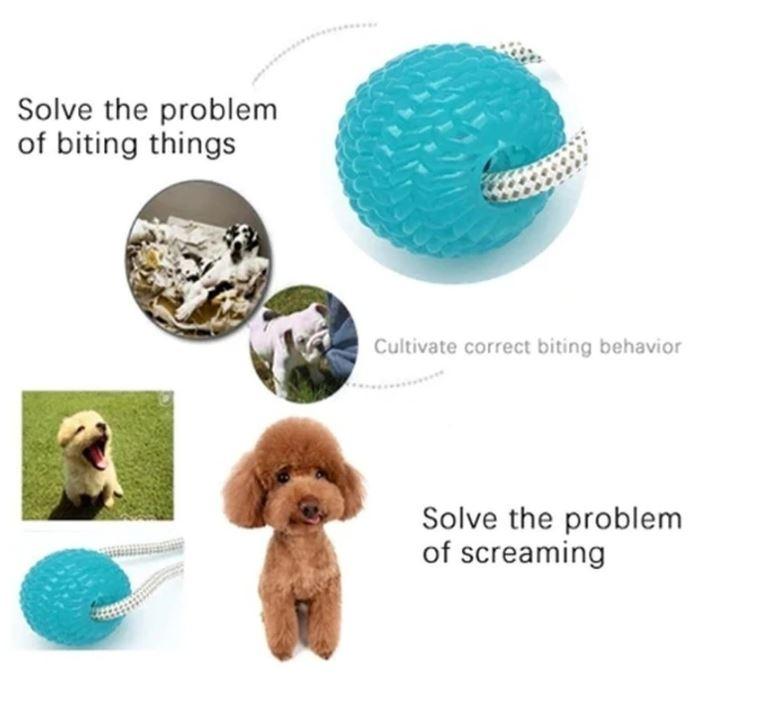 Solve the problem
of biting things
Cultivate correct biting behavior
Solve the problem
of screaming